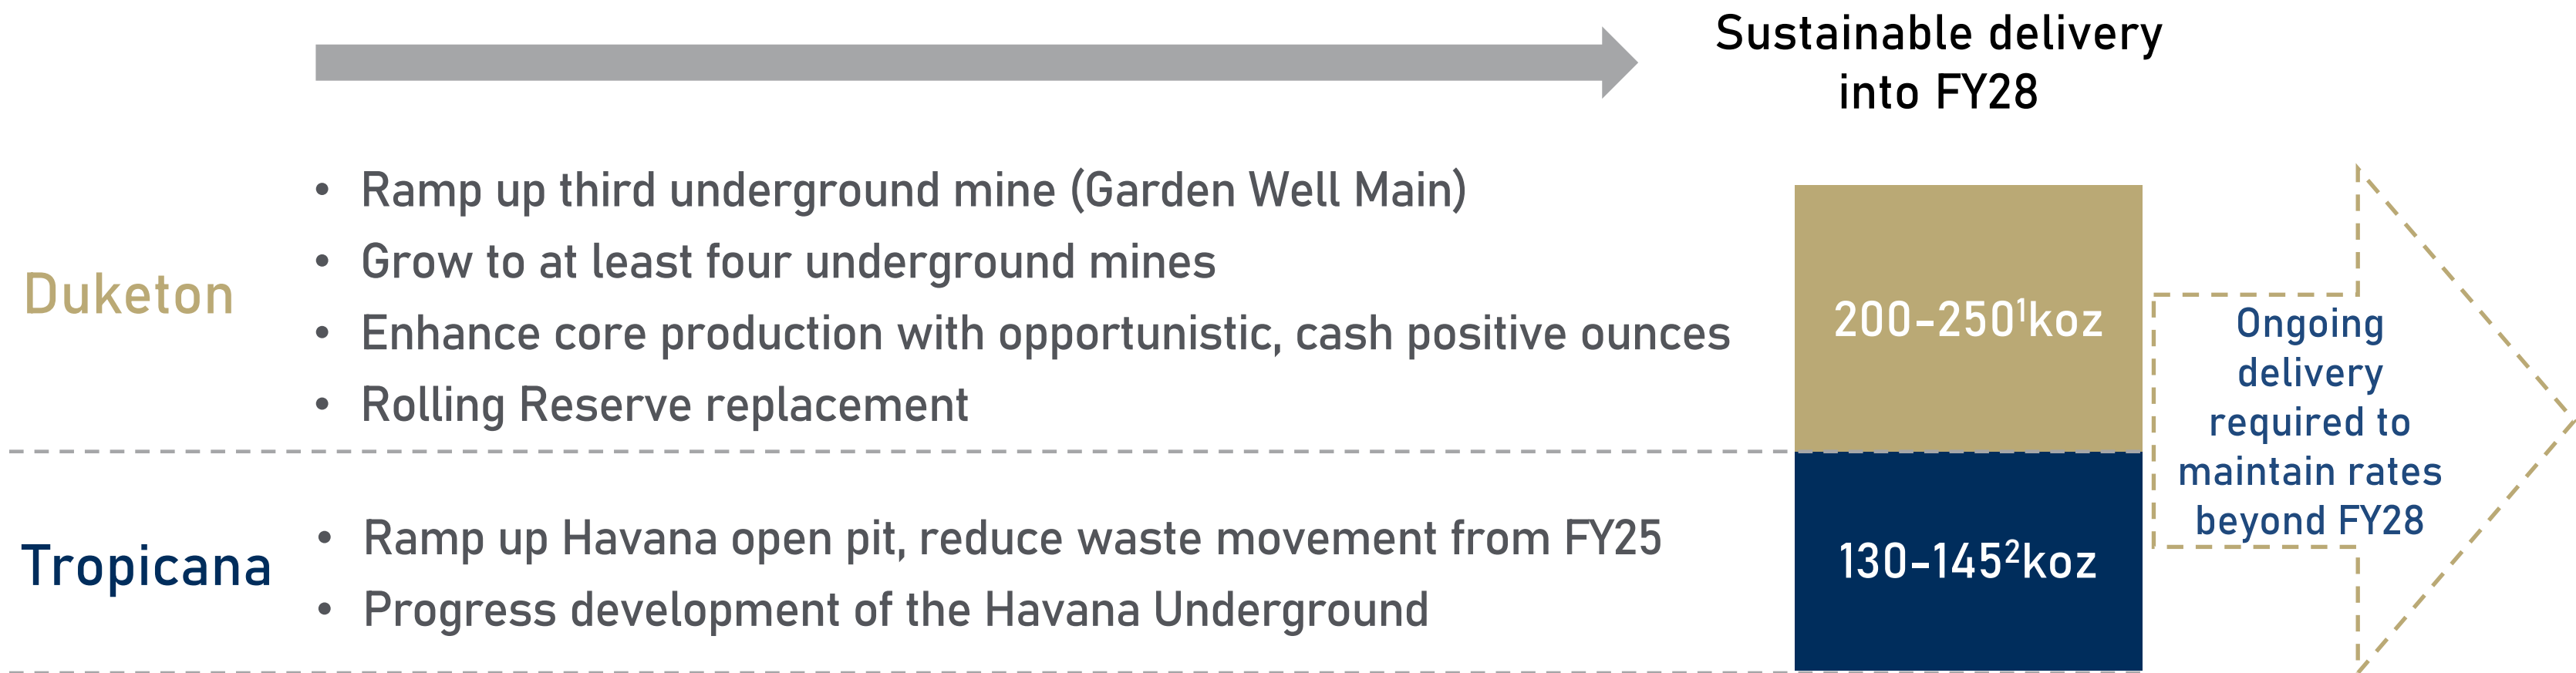 Sustainable delivery
into FY28
Duketon
• Ramp up third underground mine (Garden Well Main)
• Grow to at least four underground mines
• Enhance core production with opportunistic, cash positive ounces
• Rolling Reserve replacement
200-250¹koz
Tropicana
• Ramp up Havana open pit, reduce waste movement from FY25
• Progress development of the Havana Underground
130-145²koz
Ongoing
delivery
required to
maintain rates
beyond FY28